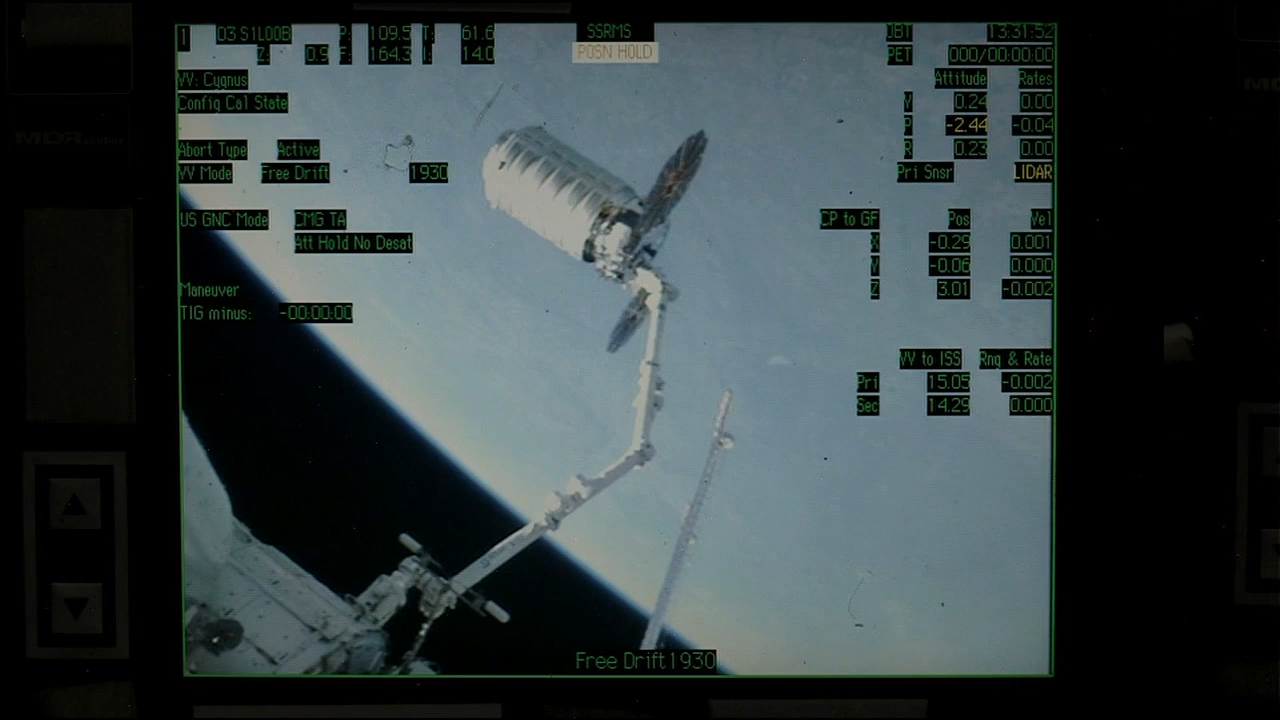 1 03 S1L00B P: 109.5 T: 61.6 SSRMS DBT 13:31:52
Z: 0.9 F: 164.3 I: 14.0 POSN HOLD PET 000/00:00:00
VV: Cygnus Attitude Rates
Config Cal State Y 0.24 0.00
P -2.44 -0.04
Abort Type Active R 0.23 0.00
VV Mode Free Drift 1930 Pri Snsr LIDAR
US GNC Mode CMG TA CP to GF Pos Vel
Att Hold No Desat X -0.29 0.001
Y -0.06 0.000
Maneuver Z 3.01 -0.002
TIG minus: -00:00:00
VV to ISS Rng & Rate
Pri 15.05 -0.002
Sec 14.29 0.000
Free Drift1930